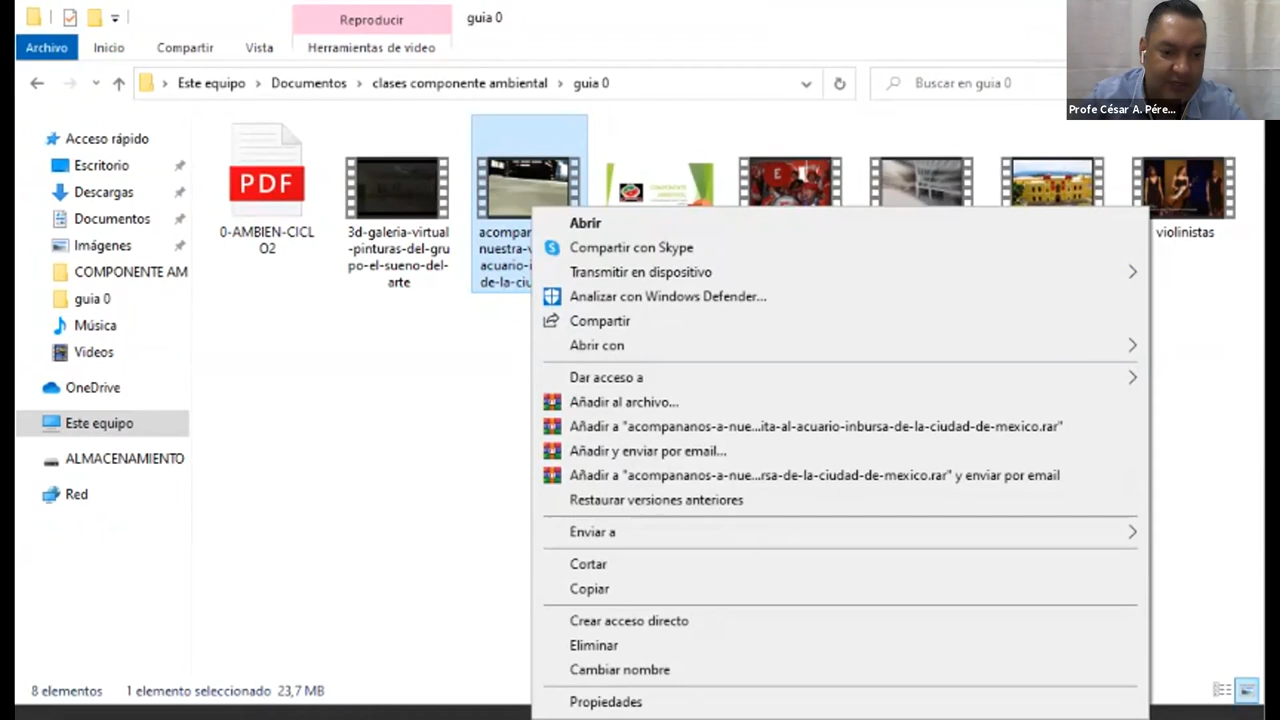 Reproducir
guia 0
Archivo
Inicio
Compartir
Vista
Herramientas de video
Este equipo
Documentos
clases componente ambiental
guia 0
Buscar en guia 0
Profe César A. Pére...
Acceso rápido
Escritorio
Descargas
Documentos
Imágenes
COMPONENTE AM
guia 0
Música
Videos
OneDrive
Este equipo
ALMACENAMIENTO
Red
PDF
0-AMBIEN-CICL
O2
3d-galeria-virtual
-pinturas-del-gru
po-el-sueno-del-
arte
acompar
nuestra-v
acuario-i
de-la-ciu
COMPONENTE
AMBIENTAL
E
violinistas
Abrir
Compartir con Skype
Transmitir en dispositivo
Analizar con Windows Defender...
Compartir
Abrir con
Dar acceso a
Añadir al archivo...
Añadir a "acompananos-a-nue...ita-al-acuario-inbursa-de-la-ciudad-de-mexico.rar"
Añadir y enviar por email...
Añadir a "acompananos-a-nue...rsa-de-la-ciudad-de-mexico.rar" y enviar por email
Restaurar versiones anteriores
Enviar a
Cortar
Copiar
Crear acceso directo
Eliminar
Cambiar nombre
Propiedades
8 elementos
1 elemento seleccionado 23,7 MB